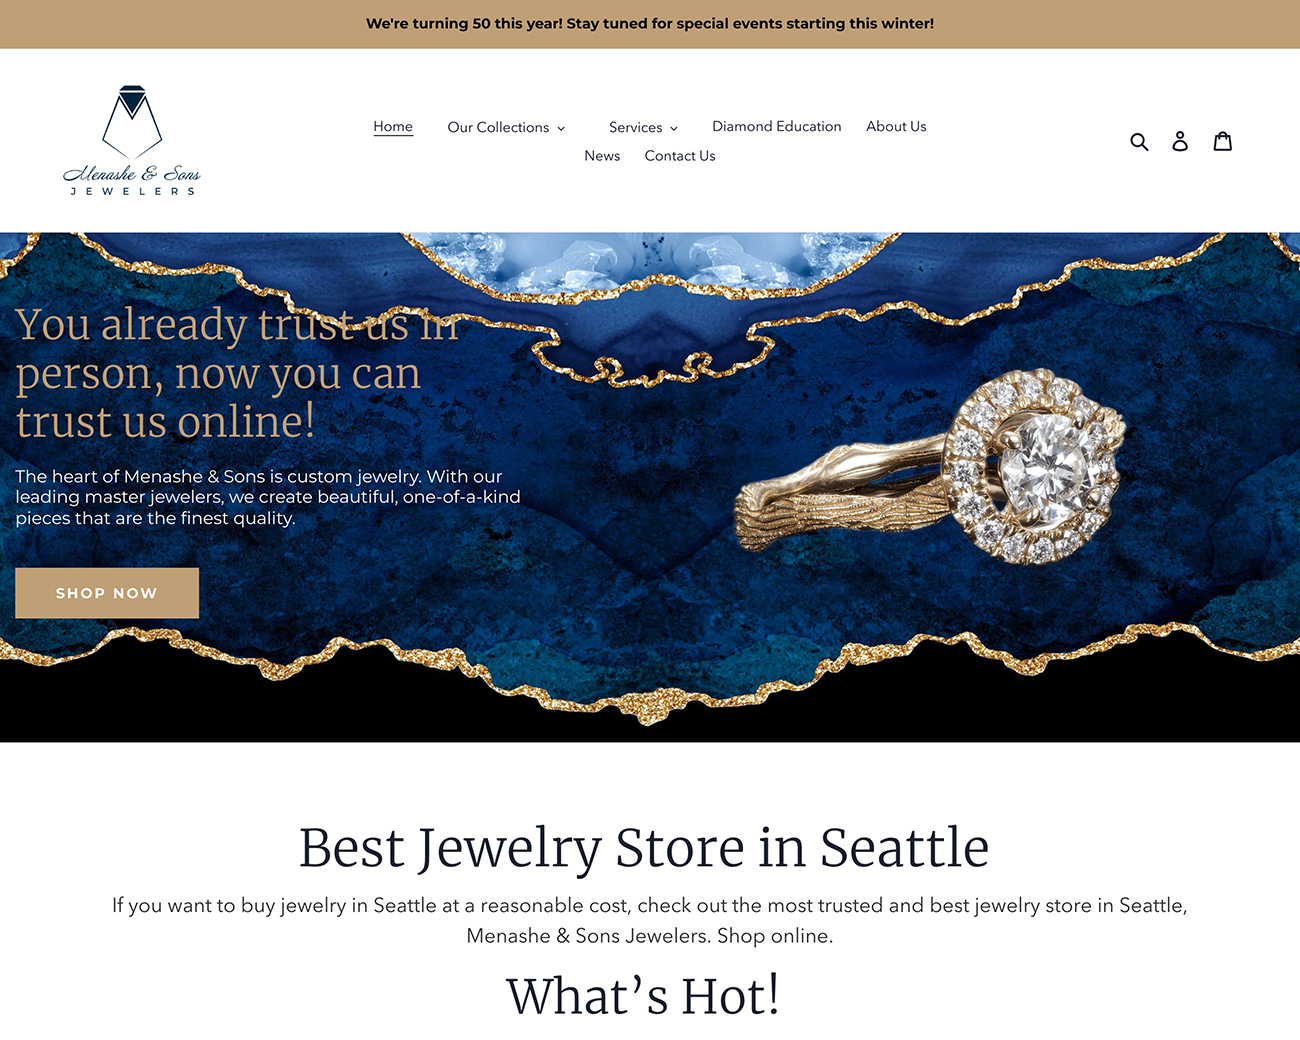 We're turning 50 this year! Stay tuned for special events starting this winter!
Menashe & Sons
JEWELERS
Home Our Collections Services Diamond Education About Us
News Contact Us
You already trust us in
person, now you can
trust us online!
The heart of Menashe & Sons is custom jewelry. With our
leading master jewelers, we create beautiful, one-of-a-kind
pieces that are the finest quality.
SHOP NOW
Best Jewelry Store in Seattle
If you want to buy jewelry in Seattle at a reasonable cost, check out the most trusted and best jewelry store in Seattle,
Menashe & Sons Jewelers. Shop online.
What’s Hot!